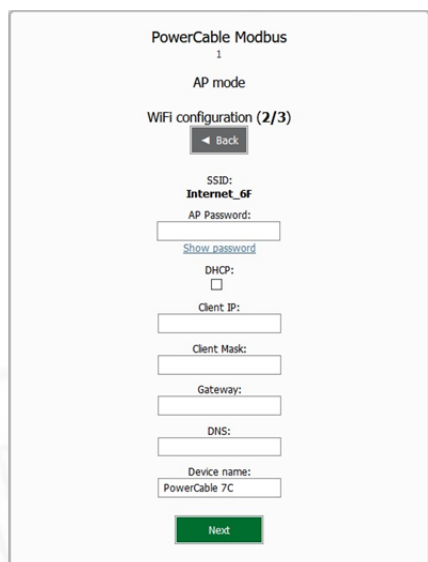 PowerCable Modbus
1
AP mode
WiFi configuration (2/3)
◄ Back
SSID:
Internet_6F
AP Password:
Show password
DHCP:
Client IP:
Client Mask:
Gateway:
DNS:
Device name:
PowerCable 7C
Next